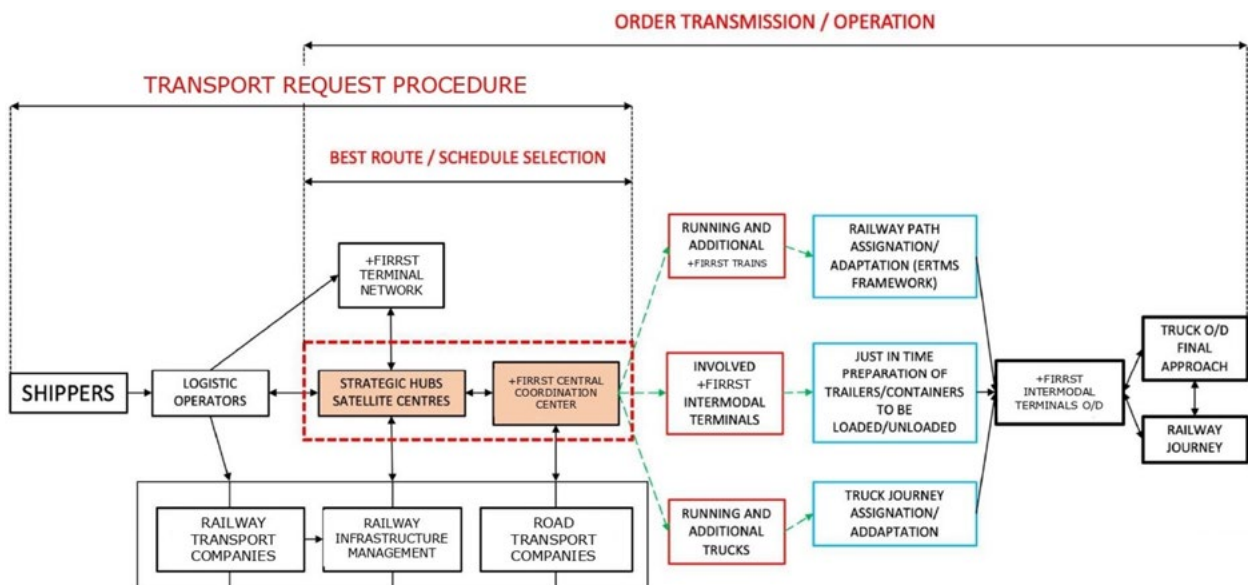 ORDER TRANSMISSION / OPERATION
TRANSPORT REQUEST PROCEDURE
BEST ROUTE / SCHEDULE SELECTION
+FIRRST
TERMINAL
NETWORK
RUNNING AND
ADDITIONAL
+FIRRST TRAINS
RAILWAY PATH
ASSIGNATION/
ADAPTATION (ERTMS
FRAMEWORK)
SHIPPERS
LOGISTIC
OPERATORS
STRATEGIC HUBS
SATELLITE CENTRES
+FIRRST CENTRAL
COORDINATION
CENTER
INVOLVED
+FIRRST
INTERMODAL
TERMINALS
JUST IN TIME
PREPARATION OF
TRAILERS/CONTAINERS
TO BE
LOADED/UNLOADED
+FIRRST
INTERMODAL
TERMINALS O/D
TRUCK O/D
FINAL
APPROACH
RAILWAY
JOURNEY
RAILWAY
TRANSPORT
COMPANIES
RAILWAY
INFRASTRUCTURE
MANAGEMENT
ROAD
TRANSPORT
COMPANIES
RUNNING AND
ADDITIONAL
TRUCKS
TRUCK JOURNEY
ASSIGNATION/
ADDAPTATION